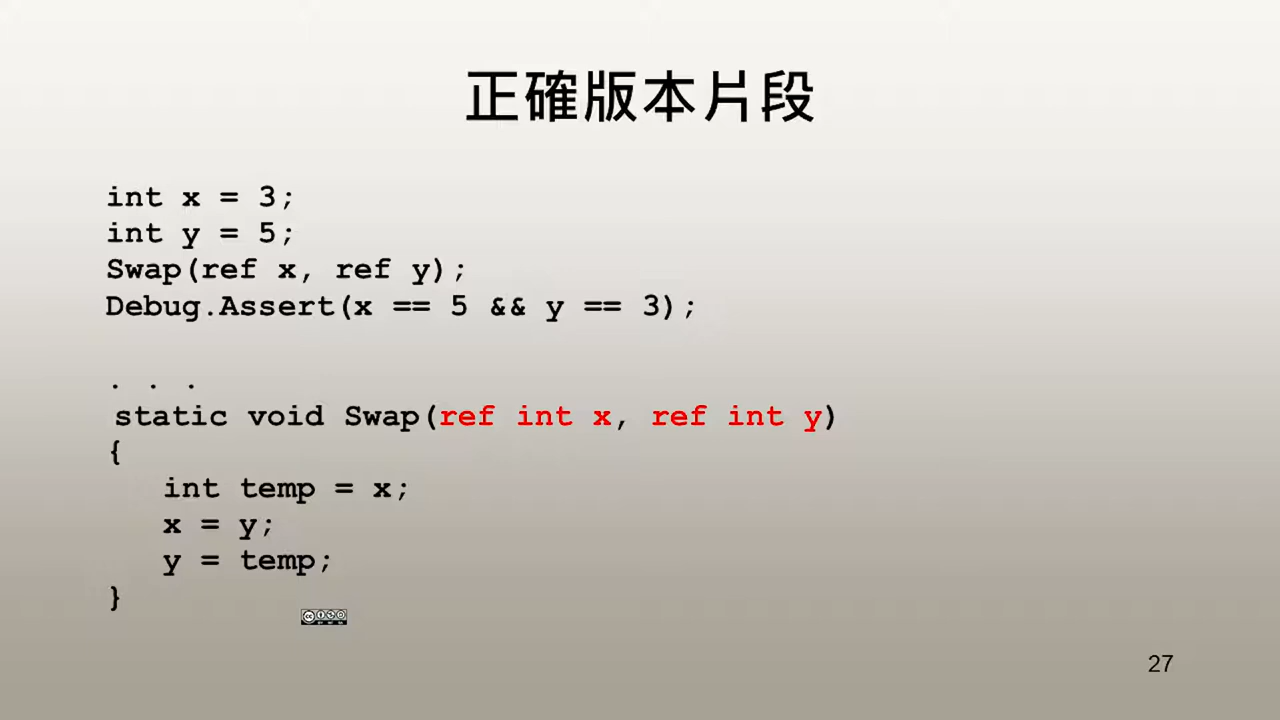 正確版本片段
int x = 3;
int y = 5;
Swap(ref x, ref y);
Debug.Assert(x == 5 && y == 3);
. . .
static void Swap(ref int x, ref int y)
{
int temp = x;
x = y;
y = temp;
}
27